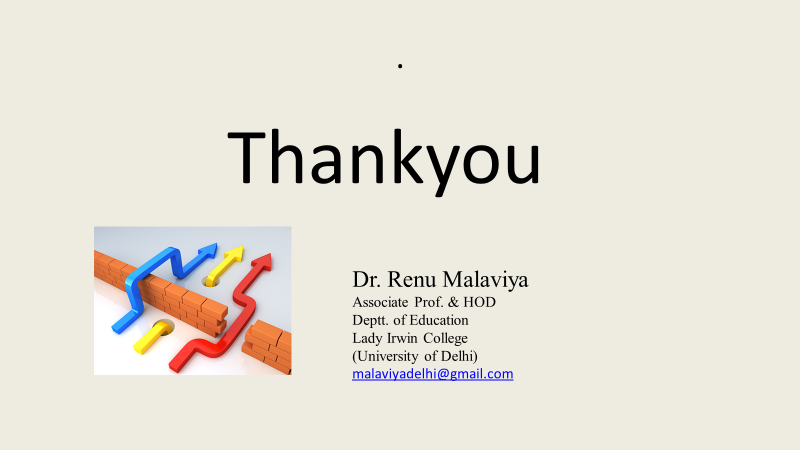 .
Thankyou
Dr. Renu Malaviya
Associate Prof. & HOD
Deptt. of Education
Lady Irwin College
(University of Delhi)
malaviyadelhi@gmail.com